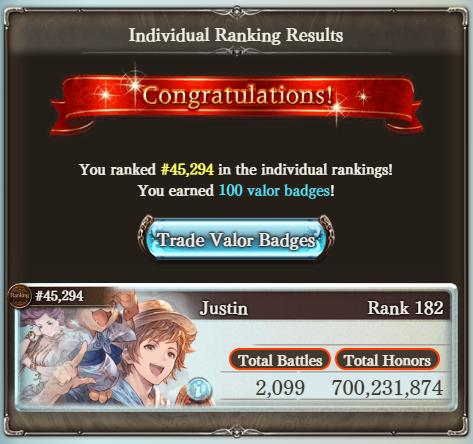 Individual Ranking Results
Congratulations!
You ranked #45,294 in the individual rankings!
You earned 100 valor badges!
Trade Valor Badges
Ranking #45,294
Justin Rank 182
Total Battles Total Honors
2,099 700,231,874